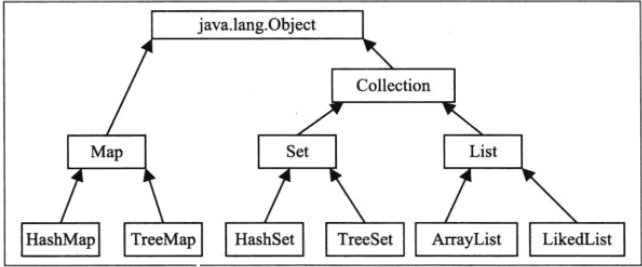 java.lang.Object
Collection
Map
Set
List
HashMap
TreeMap
HashSet
TreeSet
ArrayList
LikedList